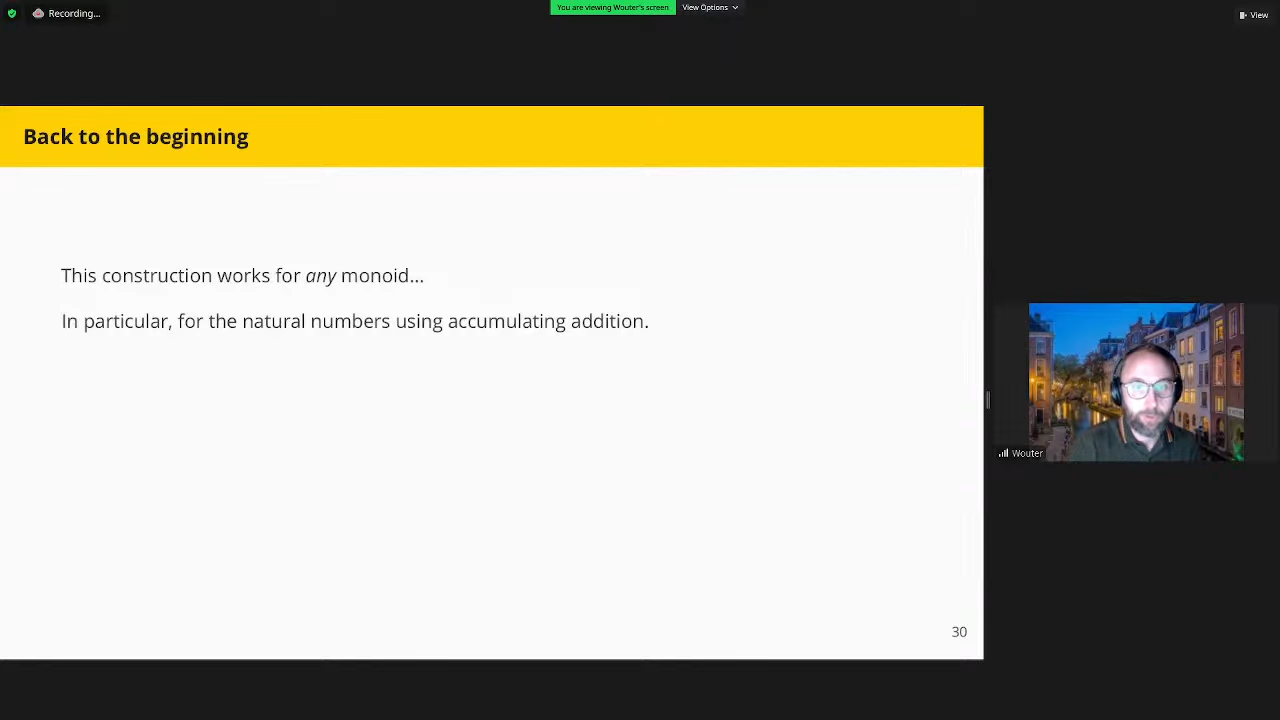 Recording...
You are viewing Wouter's screen
View Options
View
Back to the beginning
This construction works for any monoid...
In particular, for the natural numbers using accumulating addition.
Wouter
30